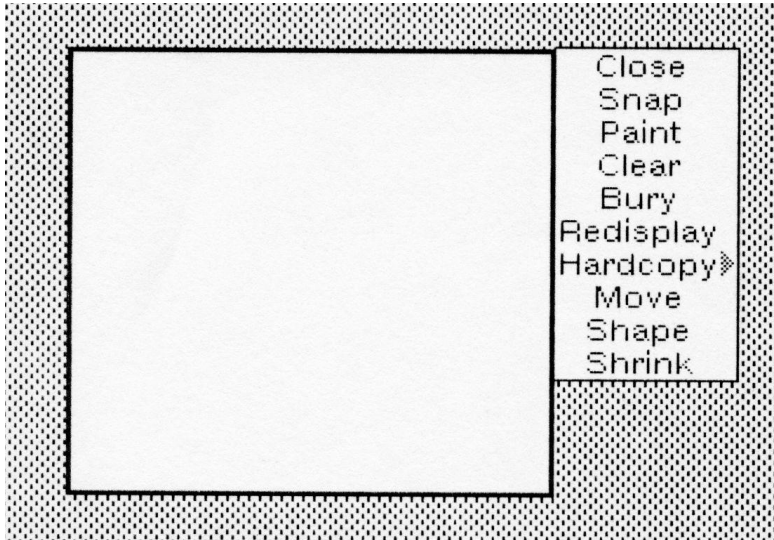 Close
Snap
Paint
Clear
Bury
Redisplay
Hardcopy
Move
Shape
Shrink